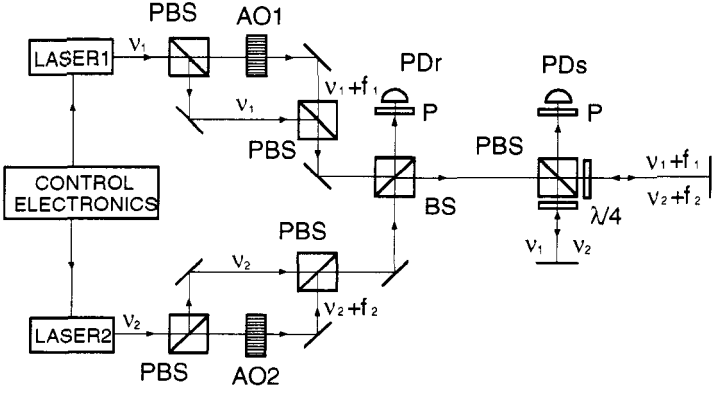 PBS
AO1
LASER1
ν₁
ν₁+f₁
ν₁
PBS
PDr
P
PDs
P
PBS
ν₁+f₁
ν₂+f₂
λ/4
BS
ν₁ ν₂
CONTROL
ELECTRONICS
PBS
ν₂
ν₂+f₂
LASER2
ν₂
PBS
AO2